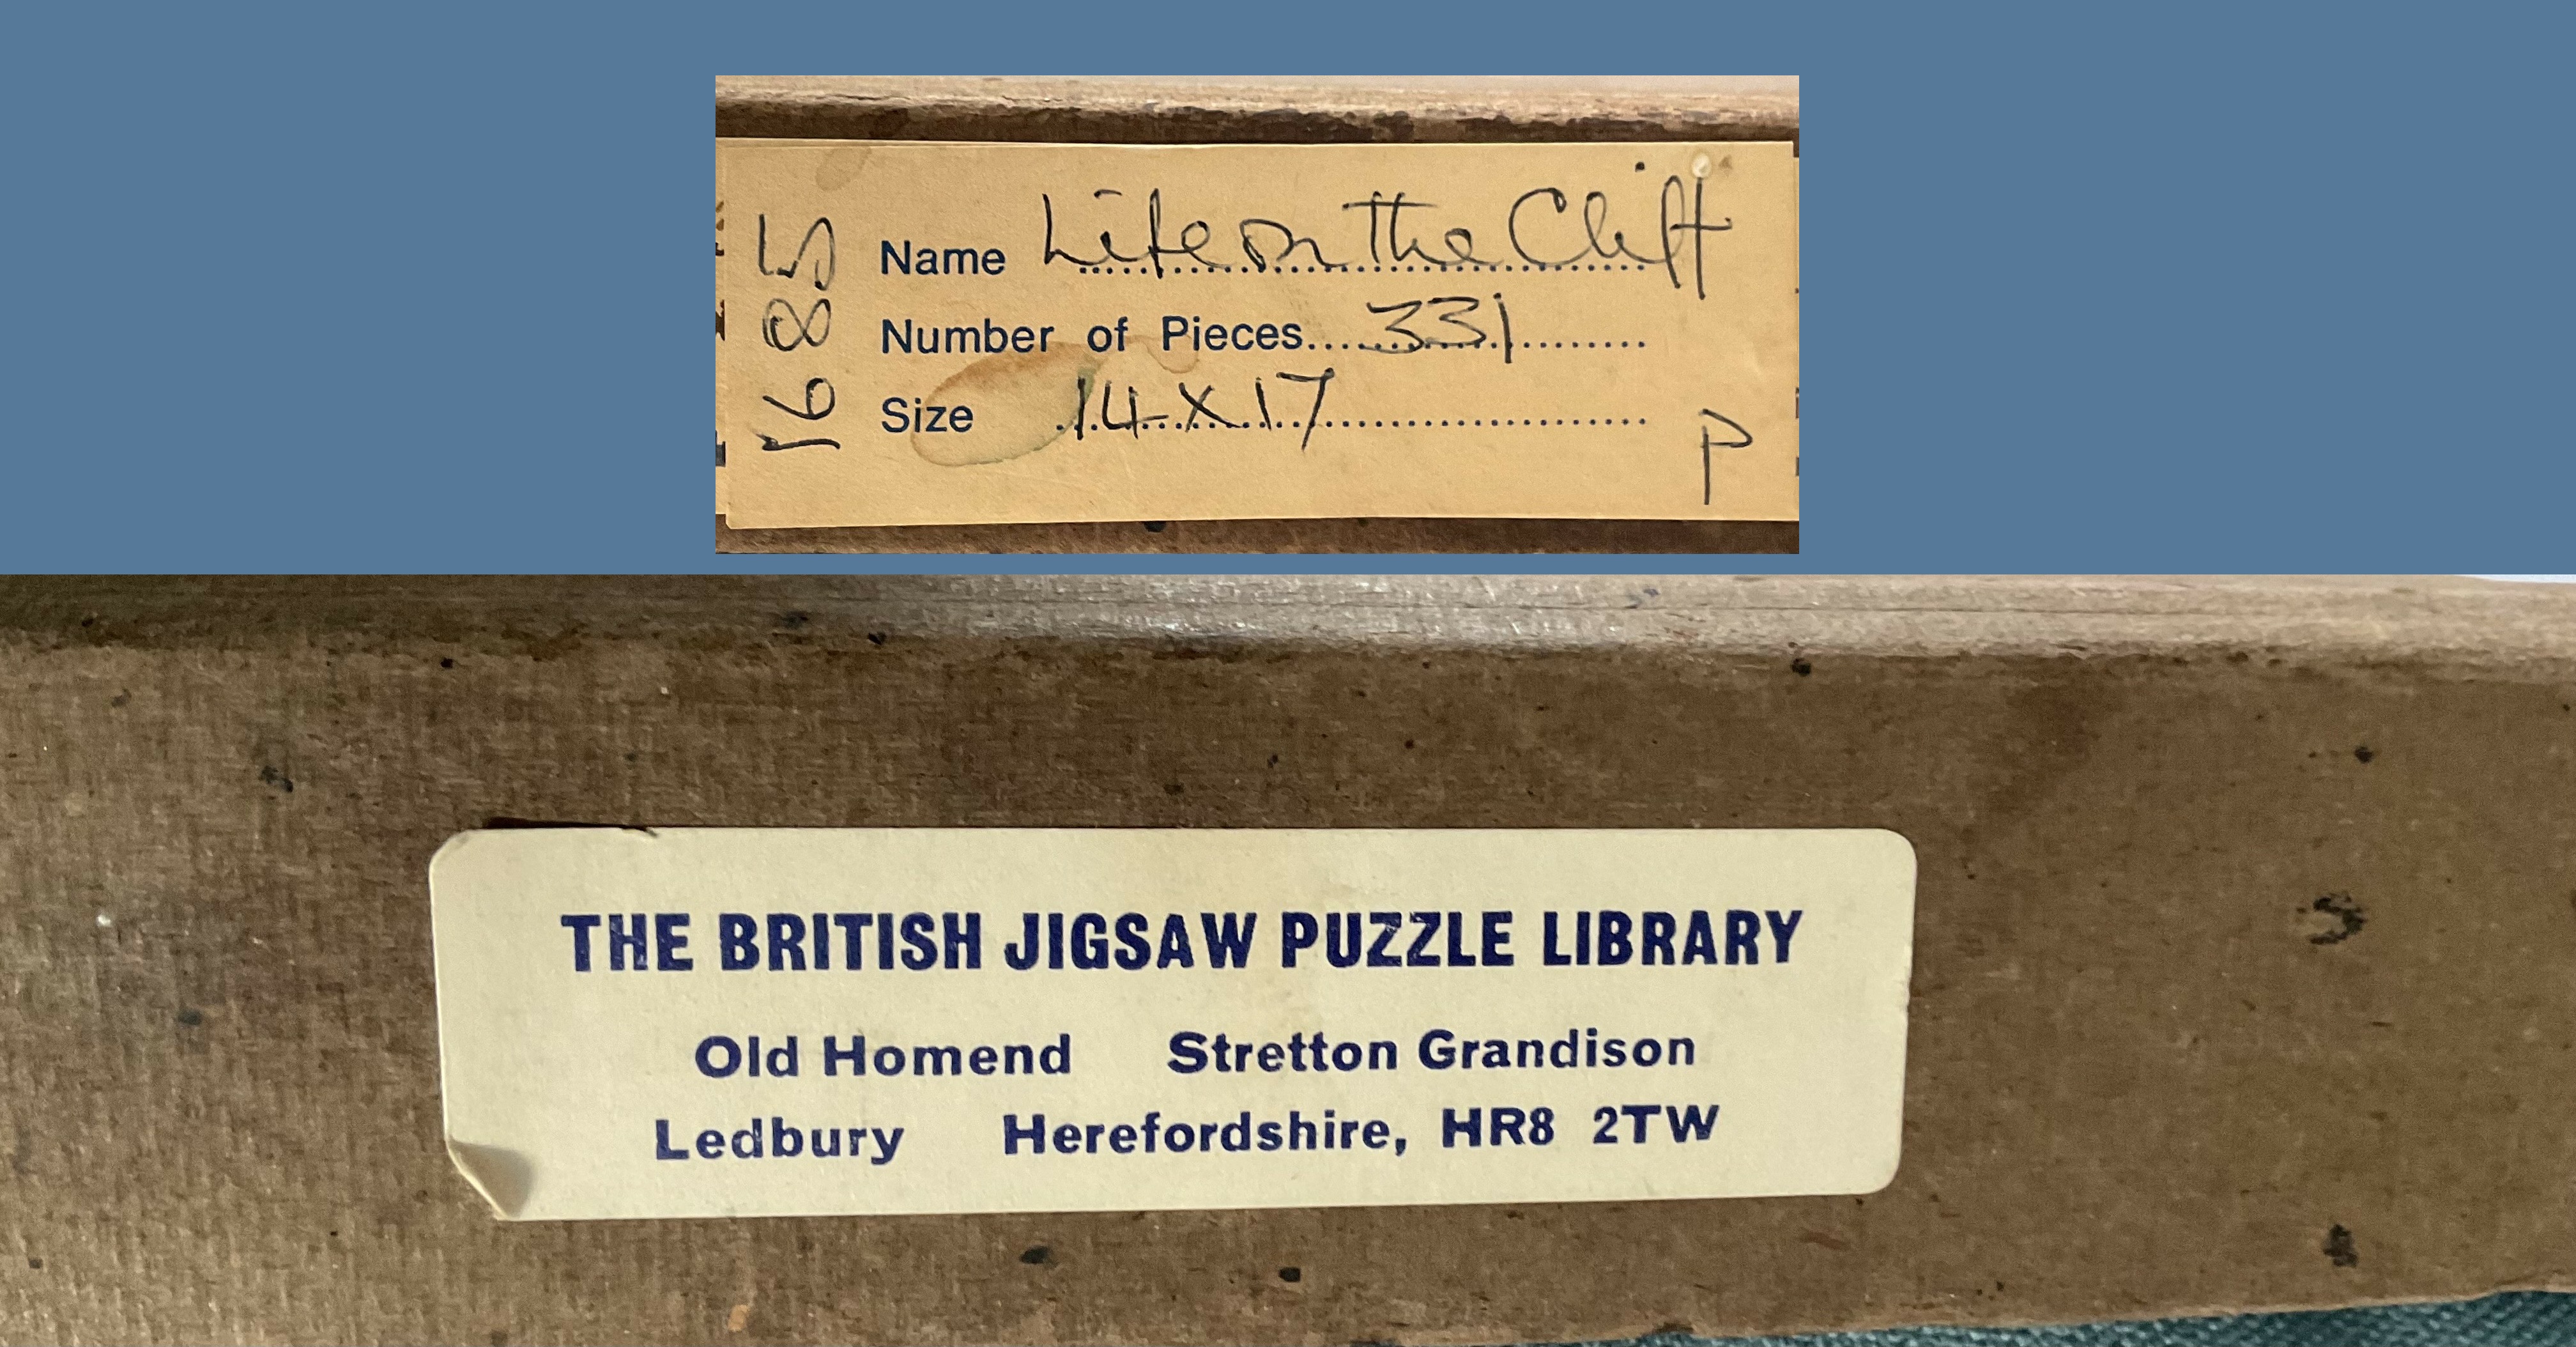 1685
Name Life on the Cliff
Number of Pieces....331........
Size 14 X 17
P
THE BRITISH JIGSAW PUZZLE LIBRARY
Old Homend Stretton Grandison
Ledbury Herefordshire, HR8 2TW